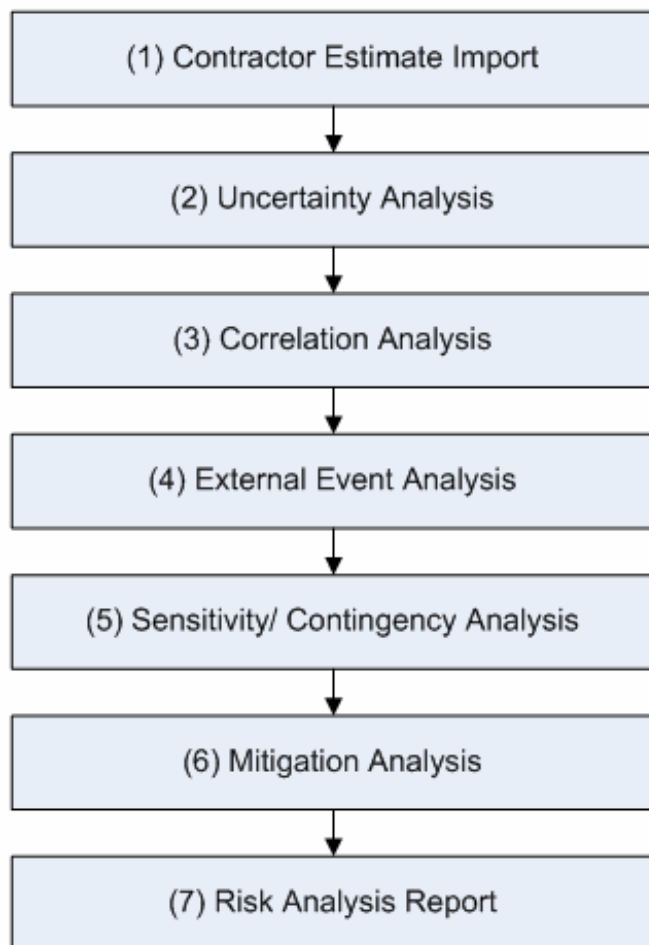 (1) Contractor Estimate Import
(2) Uncertainty Analysis
(3) Correlation Analysis
(4) External Event Analysis
(5) Sensitivity/ Contingency Analysis
(6) Mitigation Analysis
(7) Risk Analysis Report